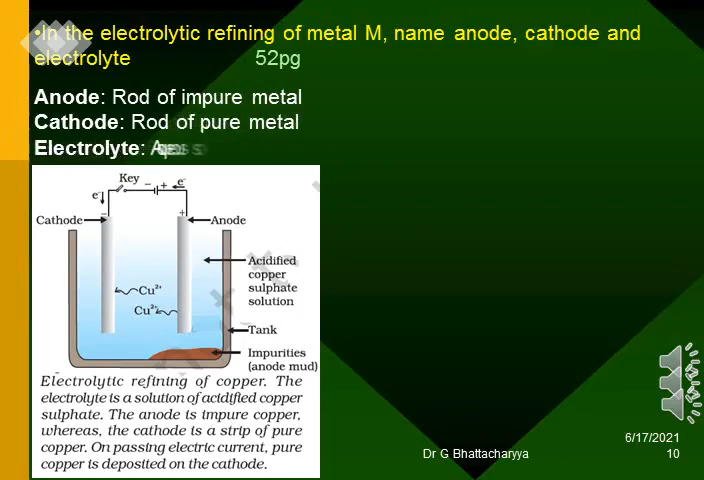 •In the electrolytic refining of metal M, name anode, cathode and
electrolyte 52pg
Anode: Rod of impure metal
Cathode: Rod of pure metal
Electrolyte:
Key
e⁻ − + e⁻
− +
Cathode Anode
Acidified
copper
sulphate
solution
Cu²⁺
Cu²⁺
Tank
Impurities
(anode mud)
Electrolytic refining of copper. The
electrolyte is a solution of acidified copper
sulphate. The anode is impure copper,
whereas, the cathode is a strip of pure
copper. On passing electric current, pure
copper is deposited on the cathode.
6/17/2021
Dr G Bhattacharyya 10